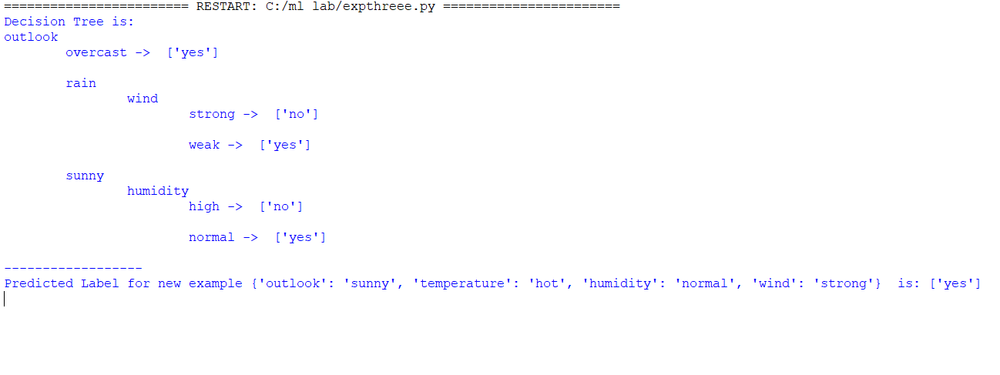 ======================== RESTART: C:/ml lab/expthreee.py =======================
Decision Tree is:
outlook
        overcast ->  ['yes']
        rain
                wind
                        strong ->  ['no']
                        weak ->  ['yes']
        sunny
                humidity
                        high ->  ['no']
                        normal ->  ['yes']
------------------
Predicted Label for new example {'outlook': 'sunny', 'temperature': 'hot', 'humidity': 'normal', 'wind': 'strong'}  is: ['yes']